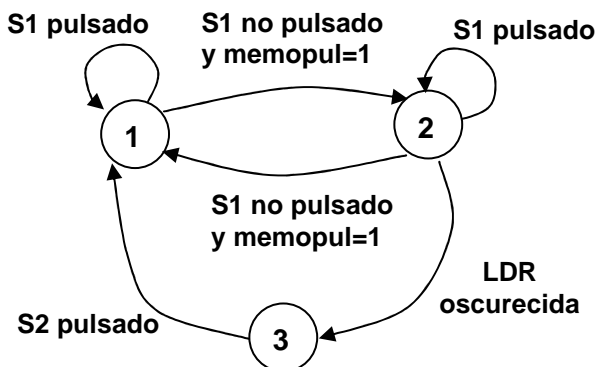 S1 pulsado
S1 no pulsado
y memopul=1
S1 pulsado
1
2
S1 no pulsado
y memopul=1
LDR
oscurecida
S2 pulsado
3